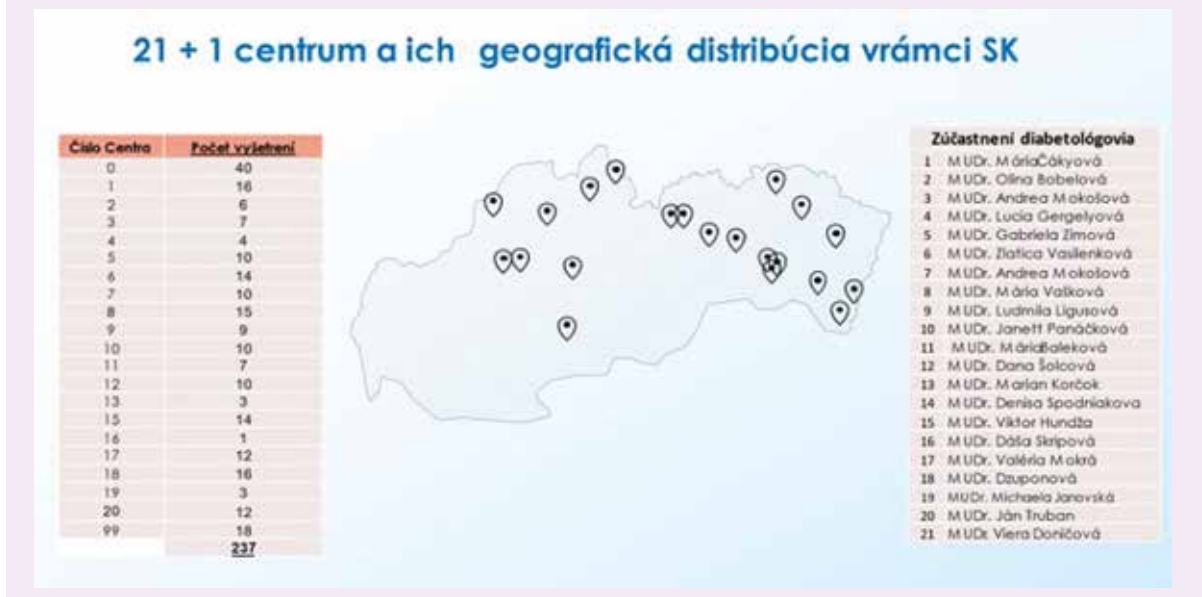 21 + 1 centrum a ich geografická distribúcia vrámci SK
Číslo Centra Počet vyšetrení
0 40
1 16
2 6
3 7
4 4
5 10
6 14
7 10
8 15
9 9
10 10
11 7
12 10
13 3
15 14
16 1
17 12
18 16
19 3
20 12
99 18
237
Zúčastnení diabetológovia
1 MUDr. MáriaČákyová
2 MUDr. Olina Bobelová
3 MUDr. Andrea Mokošová
4 MUDr. Lucia Gergelyová
5 MUDr. Gabriela Zimová
6 MUDr. Zlatica Vasilenková
7 MUDr. Andrea Mokošová
8 MUDr. Mária Vašková
9 MUDr. Ludmila Ligusová
10 MUDr. Janett Panáčková
11 MUDr. MáriaBaleková
12 MUDr. Dana Šolcová
13 MUDr. Marian Korčok
14 MUDr. Denisa Spodniakova
15 MUDr. Viktor Hundža
16 MUDr. Dáša Skripová
17 MUDr. Valéria Mokrá
18 MUDr. Dzuponová
19 MUDr. Michaela Janovská
20 MUDr. Ján Truban
21 MUDr. Viera Doničová